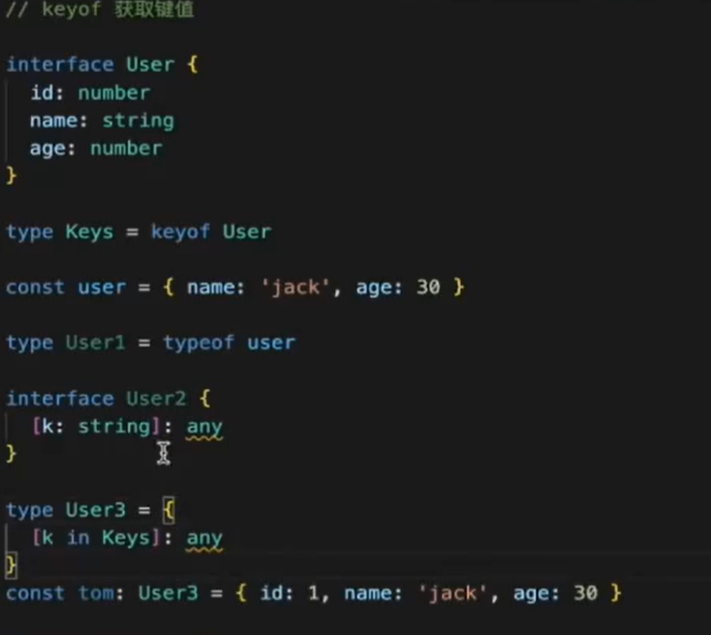 // keyof 获取键值
interface User {
id: number
name: string
age: number
}
type Keys = keyof User
const user = { name: 'jack', age: 30 }
type User1 = typeof user
interface User2 {
[k: string]: any
}
type User3 = {
[k in Keys]: any
}
const tom: User3 = { id: 1, name: 'jack', age: 30 }